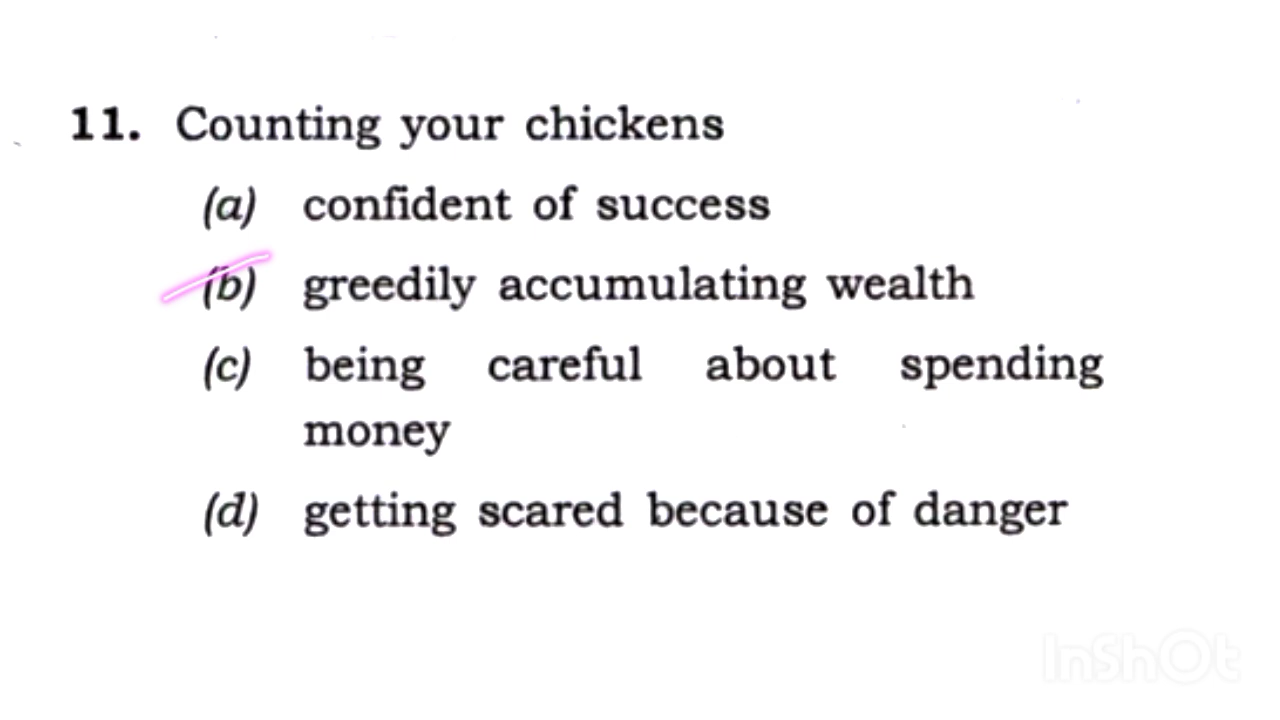 11. Counting your chickens
(a) confident of success
(b) greedily accumulating wealth
(c) being careful about spending
money
(d) getting scared because of danger
InShOt